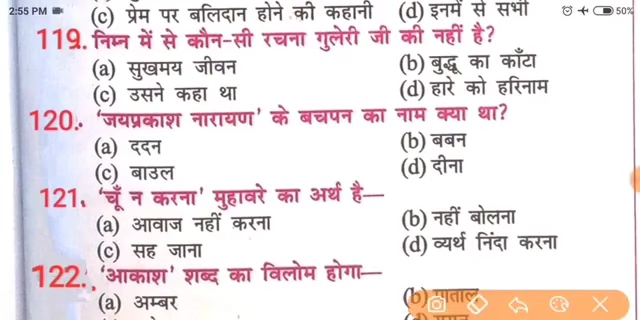 2:55 PM
50%
(c) प्रेम पर बलिदान होने की कहानी (d) इनमें से सभी
119. निम्न में से कौन-सी रचना गुलेरी जी की नहीं है?
(a) सुखमय जीवन (b) बुद्धू का काँटा
(c) उसने कहा था (d) हारे को हरिनाम
120. 'जयप्रकाश नारायण' के बचपन का नाम क्या था?
(a) ददन (b) बबन
(c) बाउल (d) दीना
121. 'चूँ न करना' मुहावरे का अर्थ है—
(a) आवाज नहीं करना (b) नहीं बोलना
(c) सह जाना (d) व्यर्थ निंदा करना
122. 'आकाश' शब्द का विलोम होगा—
(a) अम्बर (b) पाताल